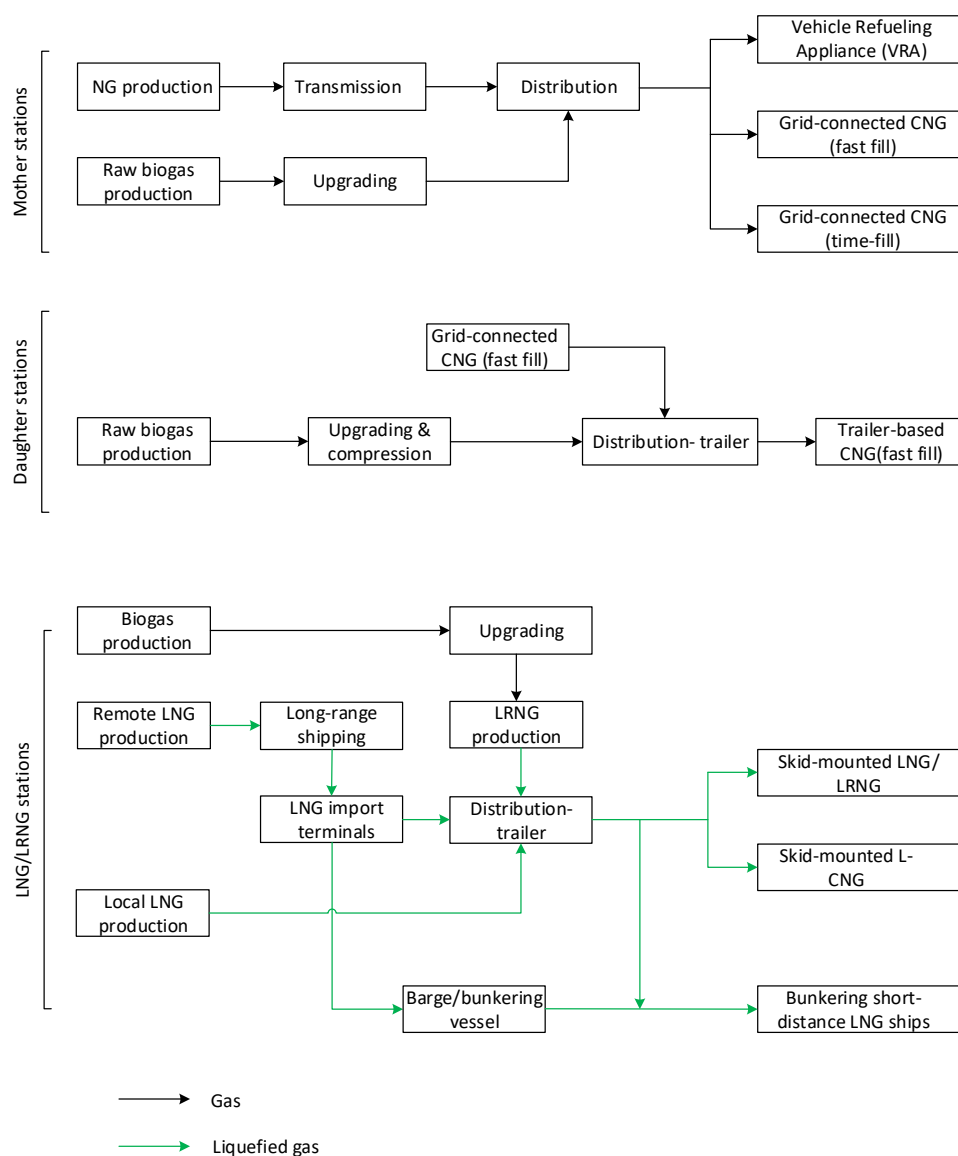 Mother stations
Vehicle Refueling
Appliance (VRA)
NG production
Transmission
Distribution
Grid-connected CNG
(fast fill)
Raw biogas
production
Upgrading
Grid-connected CNG
(time-fill)
Daughter stations
Grid-connected
CNG (fast fill)
Raw biogas
production
Upgrading &
compression
Distribution- trailer
Trailer-based
CNG(fast fill)
LNG/LRNG stations
Biogas
production
Upgrading
Remote LNG
production
Long-range
shipping
LRNG
production
Skid-mounted LNG/
LRNG
LNG import
terminals
Distribution-
trailer
Skid-mounted L-
CNG
Local LNG
production
Barge/bunkering
vessel
Bunkering short-
distance LNG ships
Gas
Liquefied gas